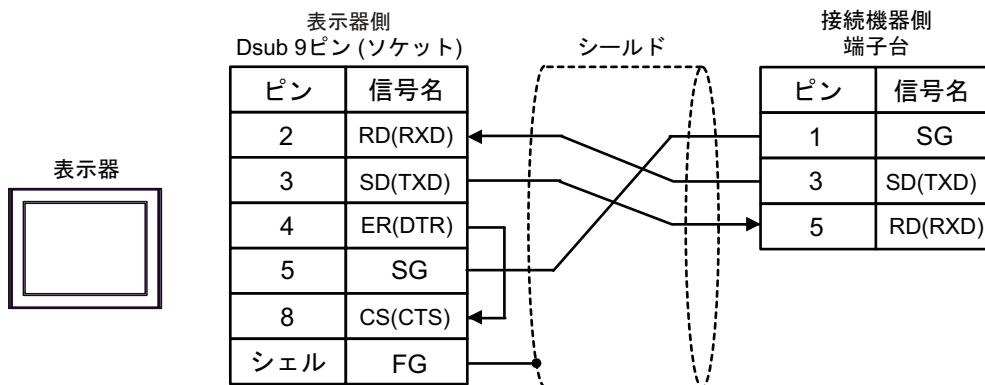 表示器側
Dsub 9ピン (ソケット)
シールド
接続機器側
端子台
ピン 信号名
2 RD(RXD)
3 SD(TXD)
4 ER(DTR)
5 SG
8 CS(CTS)
シェル FG
ピン 信号名
1 SG
3 SD(TXD)
5 RD(RXD)
表示器